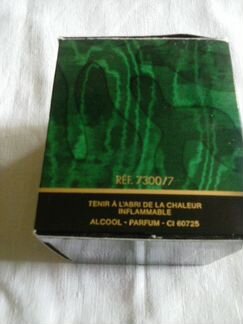 RÉF. 7300/7
TENIR À L'ABRI DE LA CHALEUR
INFLAMMABLE
ALCOOL - PARFUM - CI 60725